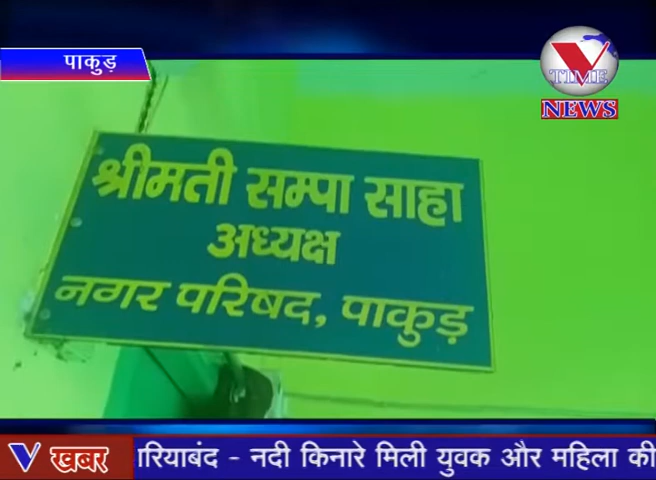 पाकुड़
V
TIME
NEWS
श्रीमती सम्पा साहा
अध्यक्ष
नगर परिषद, पाकुड़
V खबर
रियाबंद - नदी किनारे मिली युवक और महिला की